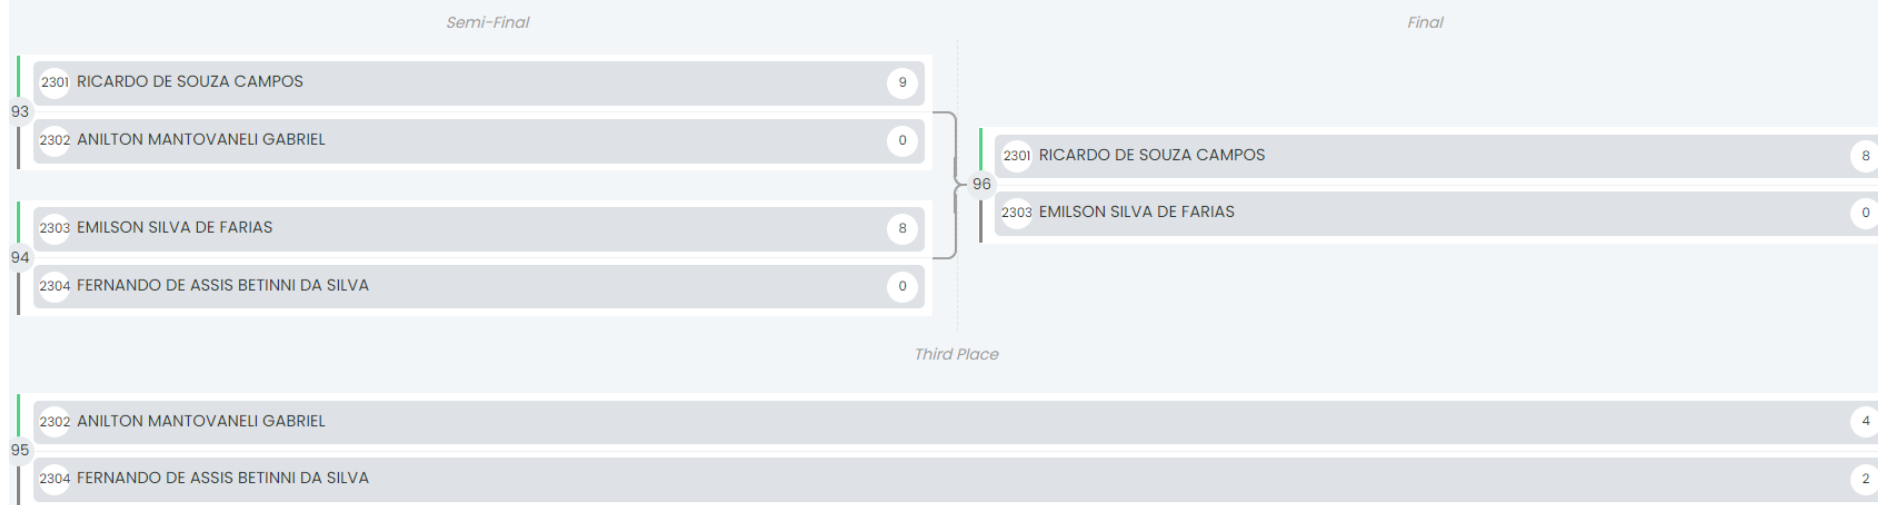 Semi-Final
Final
2301 RICARDO DE SOUZA CAMPOS 9
93
2302 ANILTON MANTOVANELI GABRIEL 0
2303 EMILSON SILVA DE FARIAS 8
94
2304 FERNANDO DE ASSIS BETINNI DA SILVA 0
2301 RICARDO DE SOUZA CAMPOS 8
96
2303 EMILSON SILVA DE FARIAS 0
Third Place
2302 ANILTON MANTOVANELI GABRIEL 4
95
2304 FERNANDO DE ASSIS BETINNI DA SILVA 2